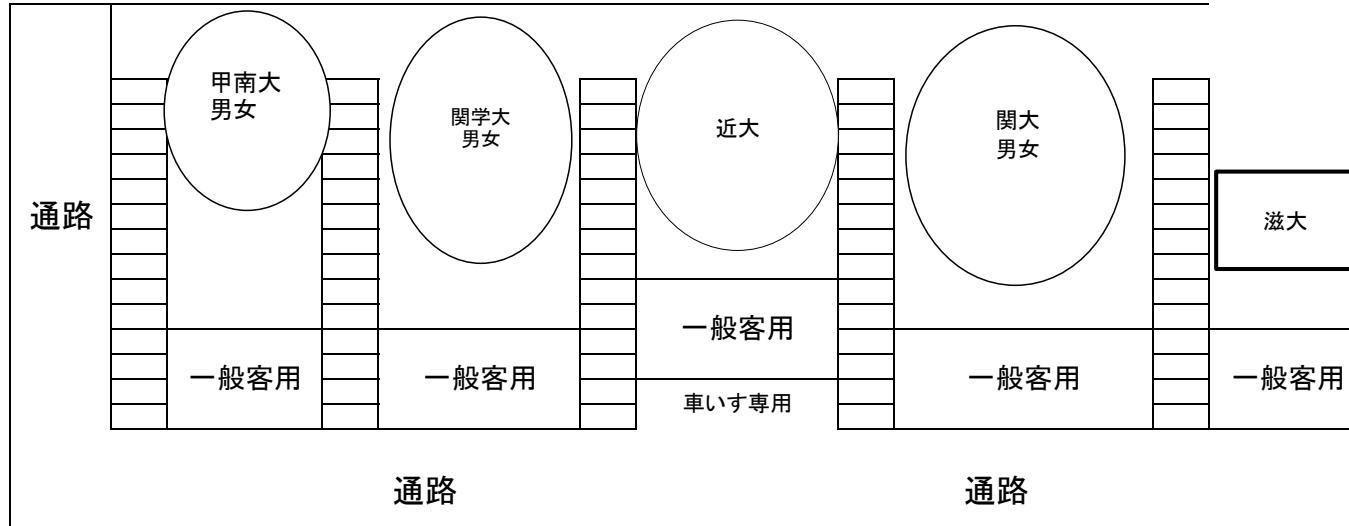 甲南大
男女
関学大
男女
近大
関大
男女
滋大
通路
一般客用
一般客用
一般客用
一般客用
一般客用
車いす専用
通路
通路